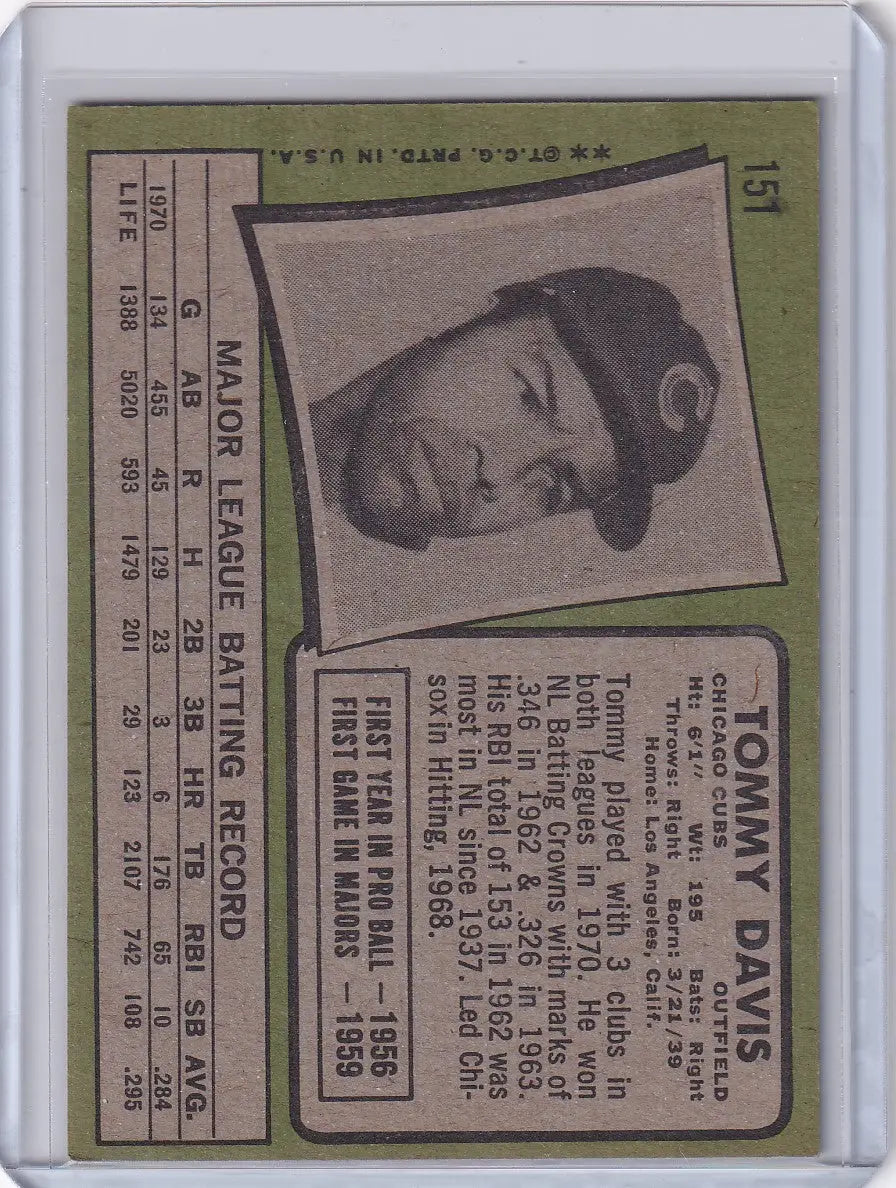 151
**©T.C.G. PRTD. IN U.S.A.
C
TOMMY DAVIS
CHICAGO CUBS OUTFIELD
Ht: 6'1" Wt: 195 Bats: Right
Throws: Right Born: 3/21/39
Home: Los Angeles, Calif.
Tommy played with 3 clubs in
both leagues in 1970. He won
NL Batting Crowns with marks of
.346 in 1962 & .326 in 1963.
His RBI total of 153 in 1962 was
most in NL since 1937. Led Chi-
sox in Hitting, 1968.
FIRST YEAR IN PRO BALL — 1956
FIRST GAME IN MAJORS — 1959
MAJOR LEAGUE BATTING RECORD
G AB R H 2B 3B HR TB RBI SB AVG.
1970 134 455 45 129 23 3 6 176 65 10 .284
LIFE 1388 5020 593 1479 201 29 123 2107 742 108 .295